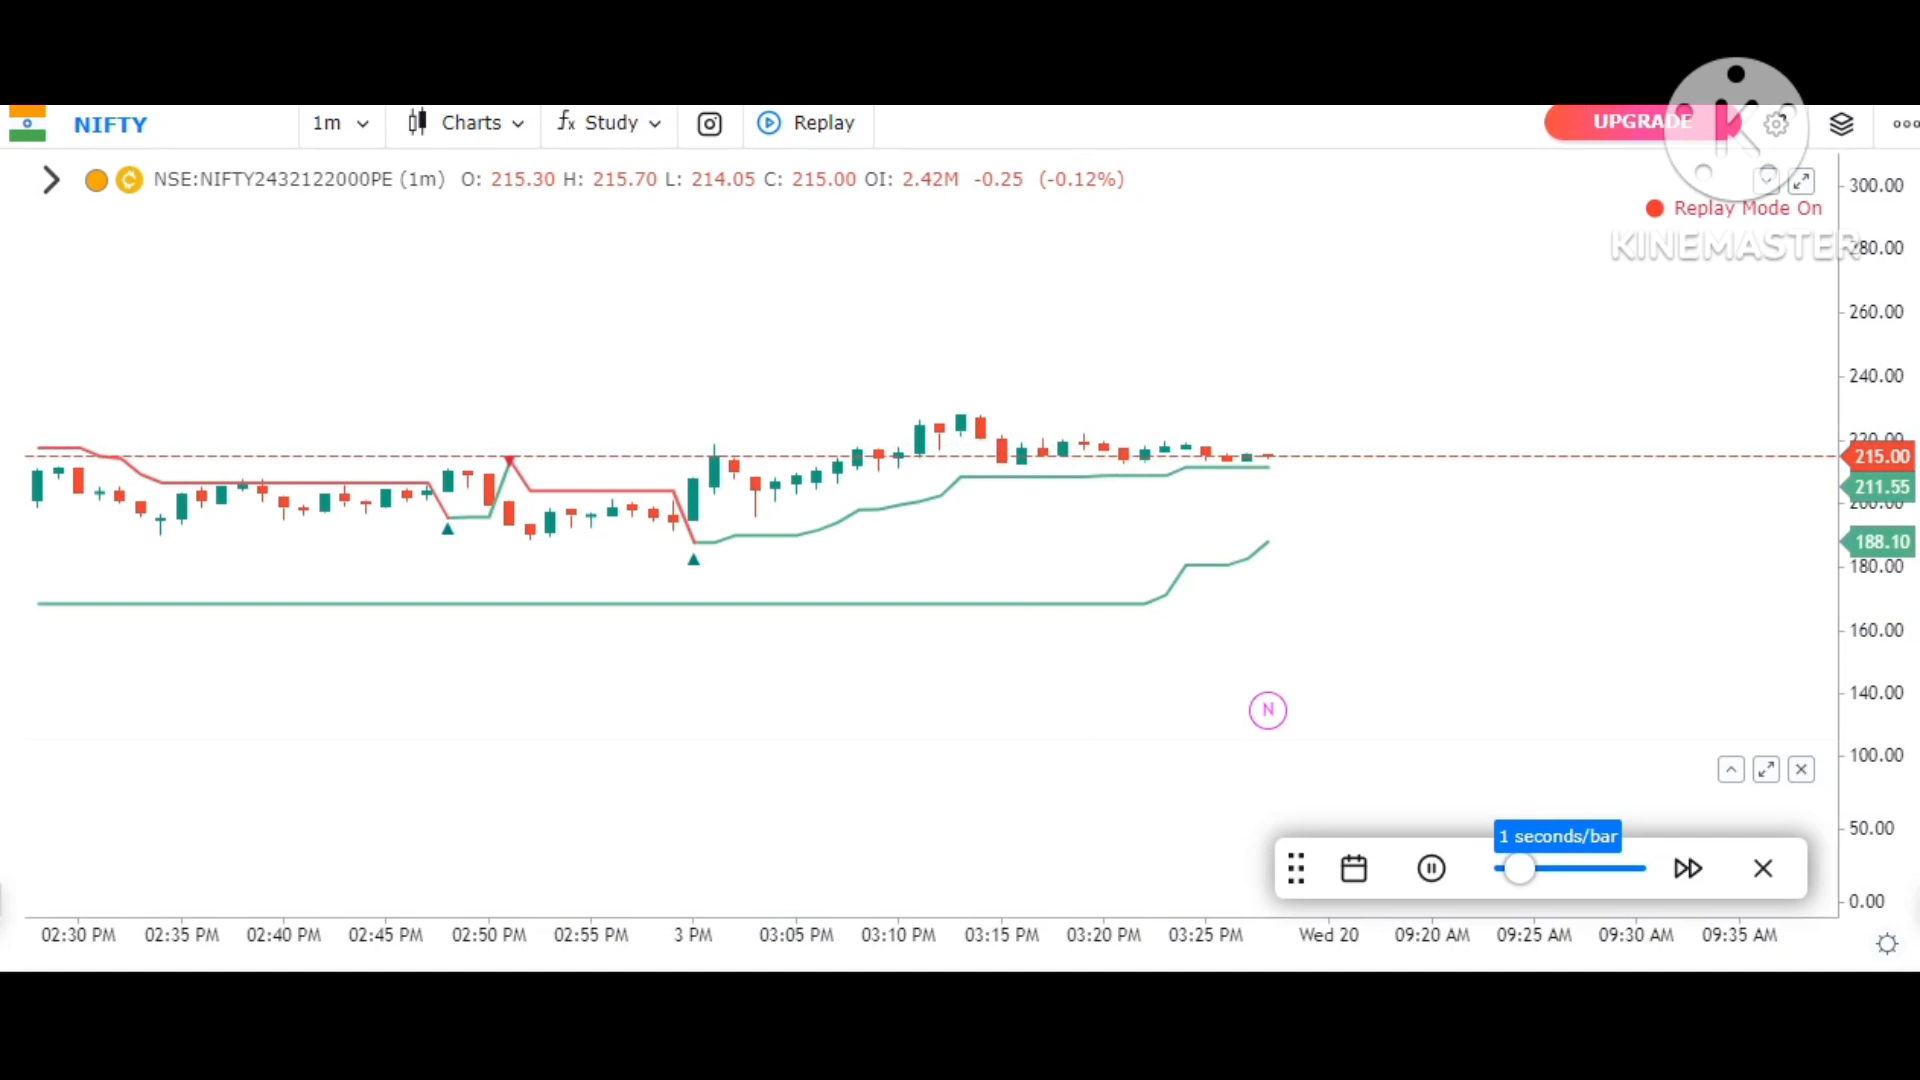 NIFTY 1m Charts fx Study Replay UPGRADE
NSE:NIFTY2432122000PE (1m) O: 215.30 H: 215.70 L: 214.05 C: 215.00 OI: 2.42M -0.25 (-0.12%)
Replay Mode On
KINEMASTER
300.00
280.00
260.00
240.00
220.00
215.00
211.55
200.00
188.10
180.00
160.00
140.00
N
100.00
50.00
1 seconds/bar
0.00
02:30 PM 02:35 PM 02:40 PM 02:45 PM 02:50 PM 02:55 PM 3 PM 03:05 PM 03:10 PM 03:15 PM 03:20 PM 03:25 PM Wed 20 09:20 AM 09:25 AM 09:30 AM 09:35 AM